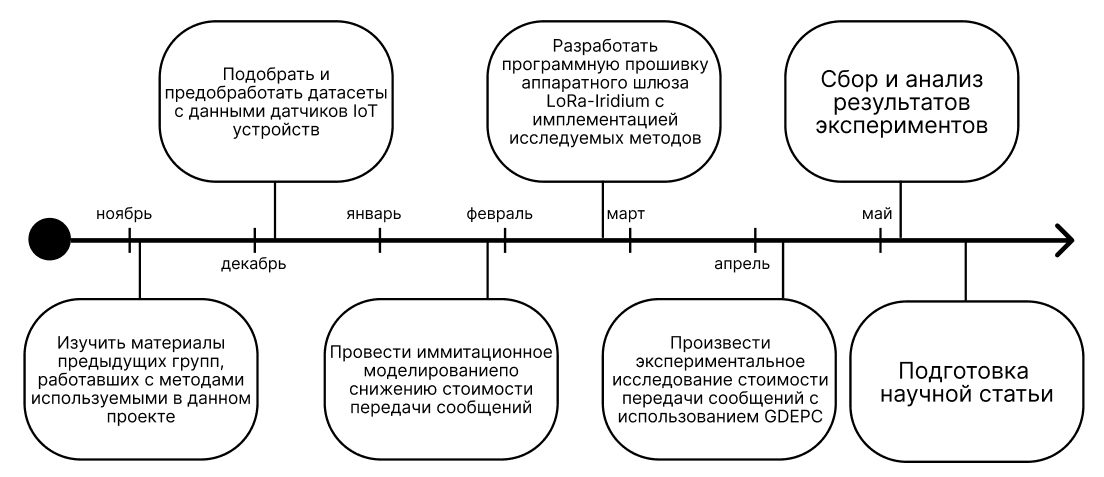 Подобрать и
предобработать датасеты
с данными датчиков IoT
устройств
Разработать
программную прошивку
аппаратного шлюза
LoRa-Iridium с
имплементацией
исследуемых методов
Сбор и анализ
результатов
экспериментов
ноябрь
декабрь
январь
февраль
март
апрель
май
Изучить материалы
предыдущих групп,
работавших с методами
используемыми в данном
проекте
Провести иммитационное
моделированиепо
снижению стоимости
передачи сообщений
Произвести
экспериментальное
исследование стоимости
передачи сообщений с
использованием GDEPC
Подготовка
научной статьи